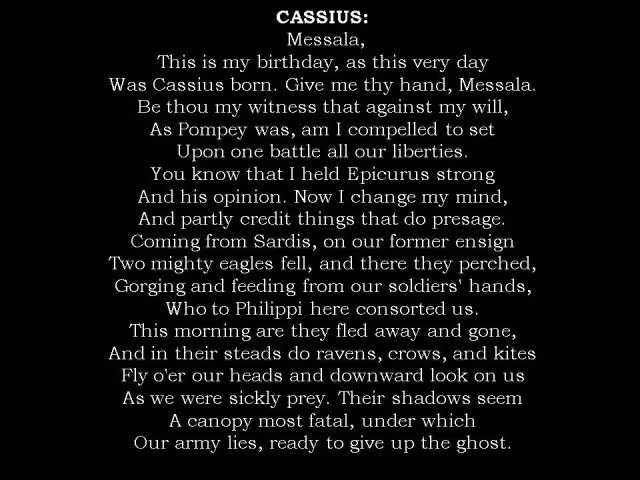 CASSIUS:
Messala,
This is my birthday, as this very day
Was Cassius born. Give me thy hand, Messala.
Be thou my witness that against my will,
As Pompey was, am I compelled to set
Upon one battle all our liberties.
You know that I held Epicurus strong
And his opinion. Now I change my mind,
And partly credit things that do presage.
Coming from Sardis, on our former ensign
Two mighty eagles fell, and there they perched,
Gorging and feeding from our soldiers' hands,
Who to Philippi here consorted us.
This morning are they fled away and gone,
And in their steads do ravens, crows, and kites
Fly o'er our heads and downward look on us
As we were sickly prey. Their shadows seem
A canopy most fatal, under which
Our army lies, ready to give up the ghost.